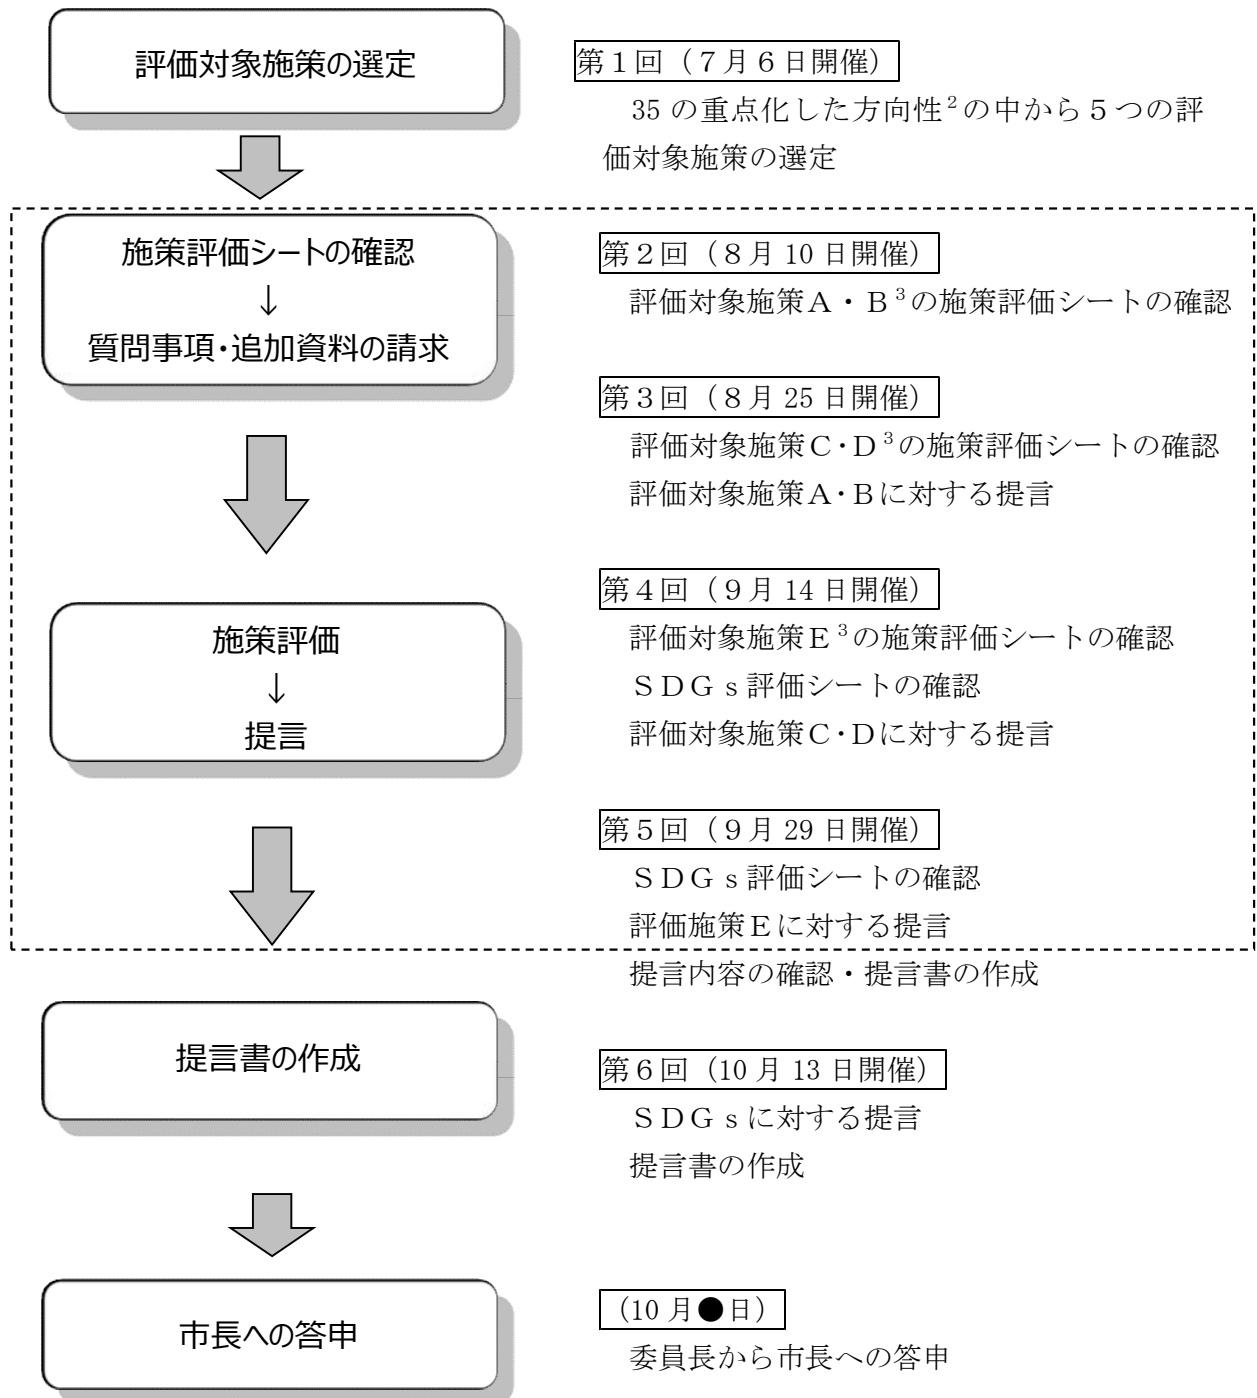 評価対象施策の選定
第１回（７月６日開催）
35 の重点化した方向性２の中から５つの評
価対象施策の選定
施策評価シートの確認
↓
質問事項・追加資料の請求
第２回（８月 10 日開催）
評価対象施策Ａ・Ｂ３の施策評価シートの確認
第３回（８月 25 日開催）
評価対象施策Ｃ・Ｄ３の施策評価シートの確認
評価対象施策Ａ・Ｂに対する提言
施策評価
↓
提言
第４回（９月 14 日開催）
評価対象施策Ｅ３の施策評価シートの確認
ＳＤＧｓ評価シートの確認
評価対象施策Ｃ・Ｄに対する提言
第５回（９月 29 日開催）
ＳＤＧｓ評価シートの確認
評価施策Ｅに対する提言
提言内容の確認・提言書の作成
提言書の作成
第６回（10 月 13 日開催）
ＳＤＧｓに対する提言
提言書の作成
市長への答申
（10 月●日）
委員長から市長への答申